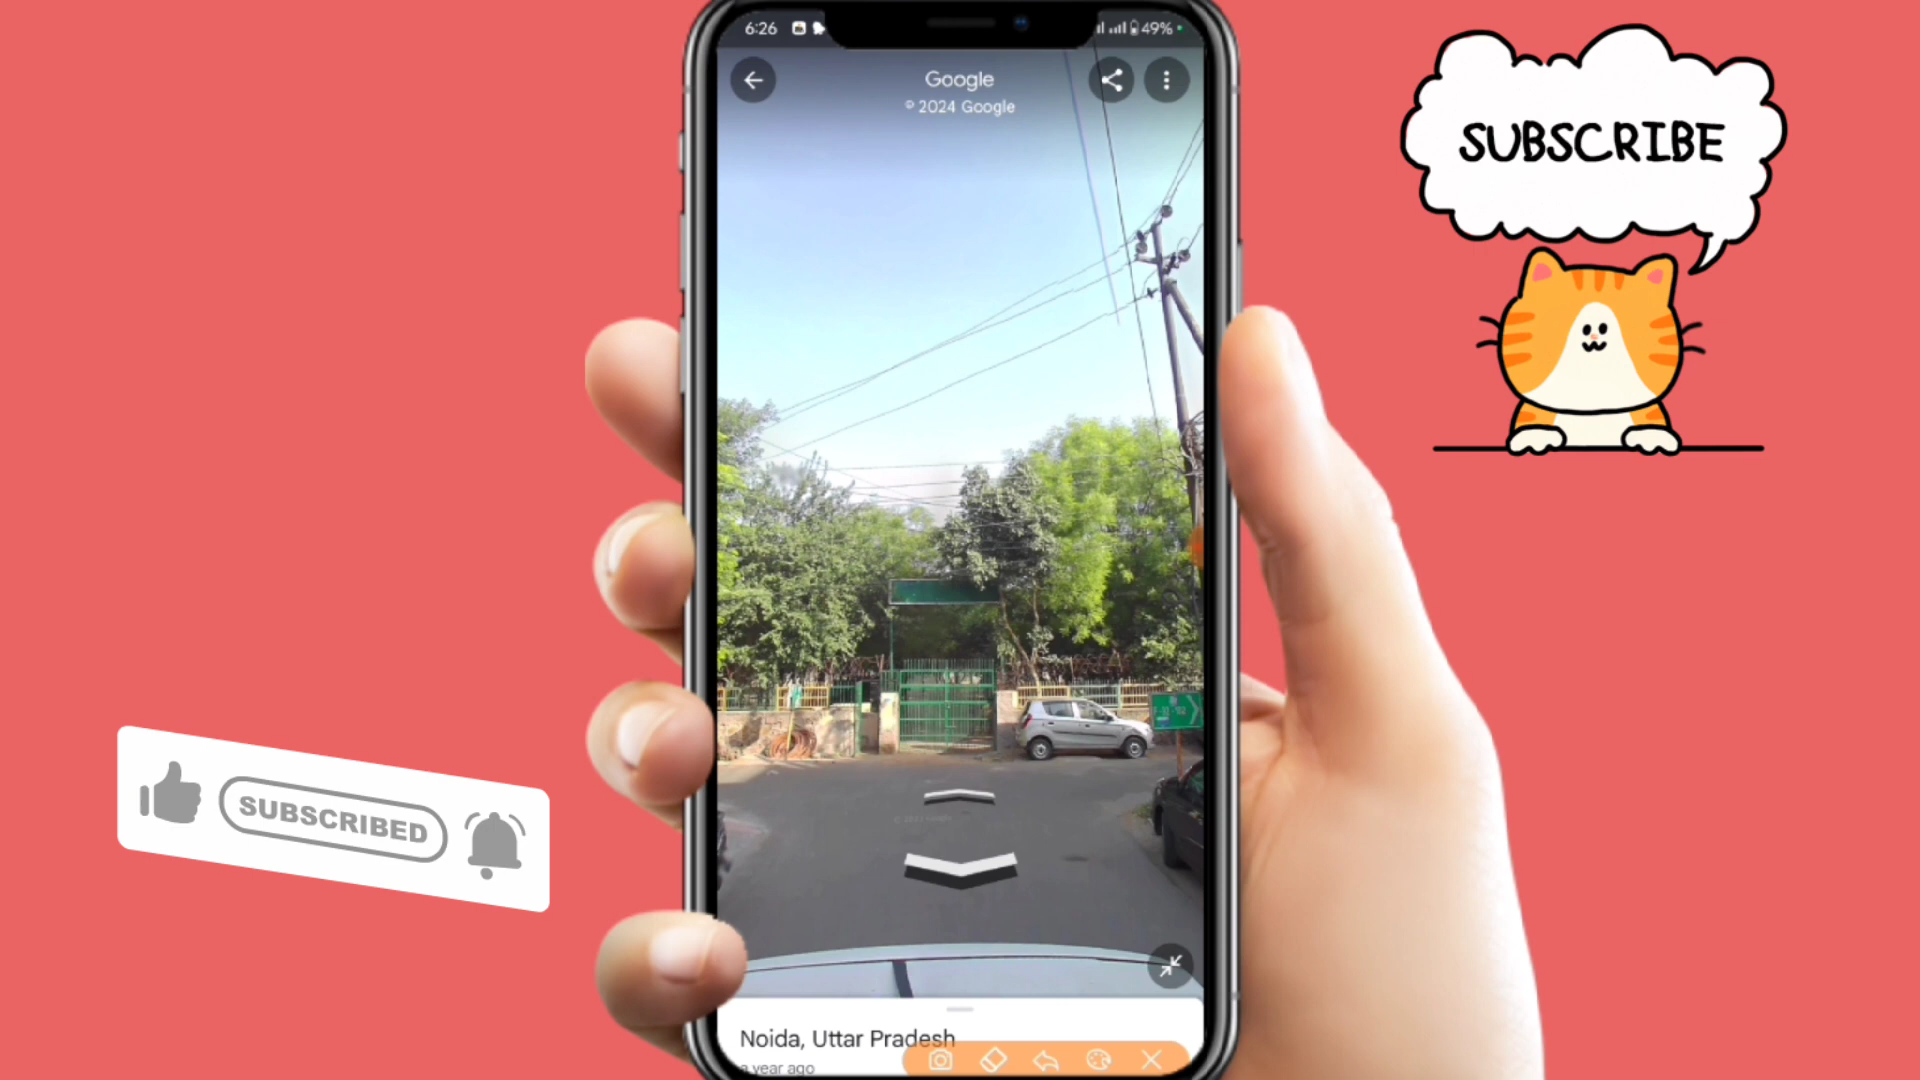 6:26
49%
Google
© 2024 Google
SUBSCRIBE
SUBSCRIBED
Noida, Uttar Pradesh
a year ago